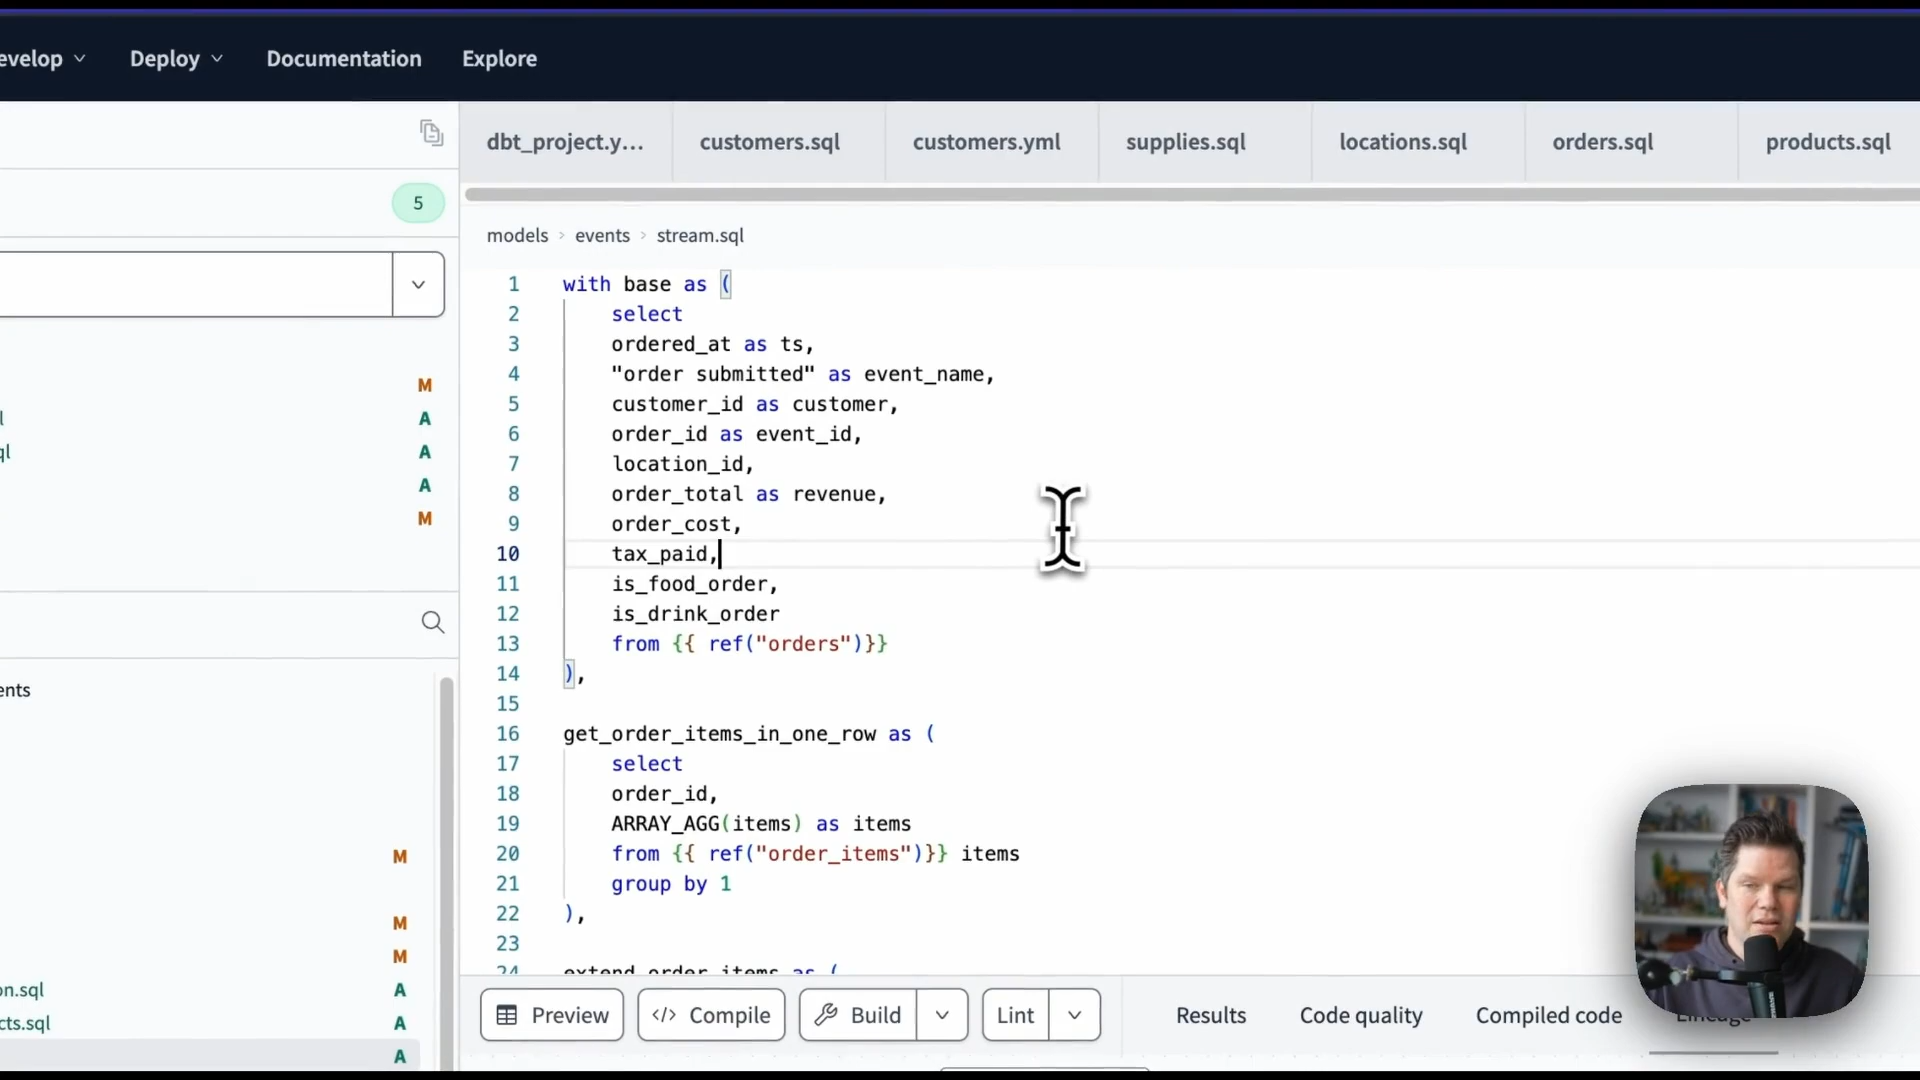 evelop
Deploy
Documentation
Explore
5
M
l
A
ql
A
A
M
ents
M
M
M
on.sql
A
cts.sql
A
A
dbt_project.y...
customers.sql
customers.yml
supplies.sql
locations.sql
orders.sql
products.sql
models > events > stream.sql
1 with base as (
2 select
3 ordered_at as ts,
4 "order submitted" as event_name,
5 customer_id as customer,
6 order_id as event_id,
7 location_id,
8 order_total as revenue,
9 order_cost,
10 tax_paid,
11 is_food_order,
12 is_drink_order
13 from {{ ref("orders")}}
14 ),
15
16 get_order_items_in_one_row as (
17 select
18 order_id,
19 ARRAY_AGG(items) as items
20 from {{ ref("order_items")}} items
21 group by 1
22 ),
23
24 extend_order_items as (
Preview
</> Compile
Build
Lint
Results
Code quality
Compiled code
Lineage